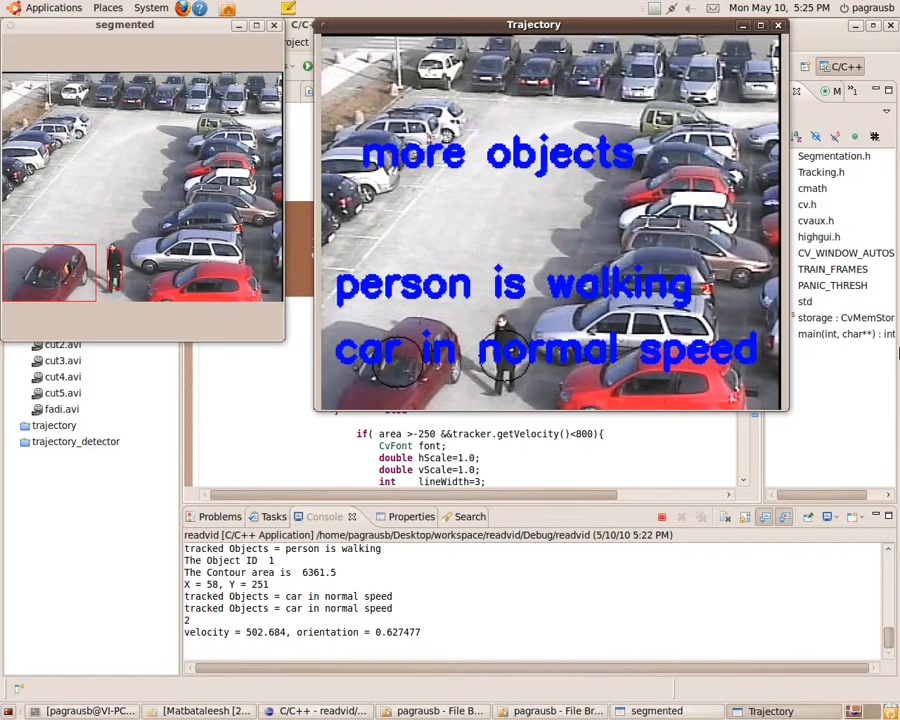 Applications Places System
Mon May 10, 5:25 PM
pagrausb
segmented
Trajectory
C/C++
more objects
person is walking
car in normal speed
Segmentation.h
Tracking.h
cmath
cv.h
cvaux.h
highgui.h
CV_WINDOW_AUTOS
TRAIN_FRAMES
PANIC_THRESH
std
storage : CvMemStor
main(int, char**) : int
cut2.avi
cut3.avi
cut4.avi
cut5.avi
fadi.avi
trajectory
trajectory_detector
if( area >-250 &&tracker.getVelocity()<800){
CvFont font;
double hScale=1.0;
double vScale=1.0;
int lineWidth=3;
Problems Tasks Console Properties Search
readvid [C/C++ Application] /home/pagrausb/Desktop/workspace/readvid/Debug/readvid (5/10/10 5:22 PM)
tracked Objects = person is walking
The Object ID 1
The Contour area is 6361.5
X = 58, Y = 251
tracked Objects = car in normal speed
tracked Objects = car in normal speed
2
velocity = 502.684, orientation = 0.627477
[pagrausb@VI-PC... [Matbataleesh [2... C/C++ - readvid/... pagrausb - File B... pagrausb - File Br... segmented Trajectory